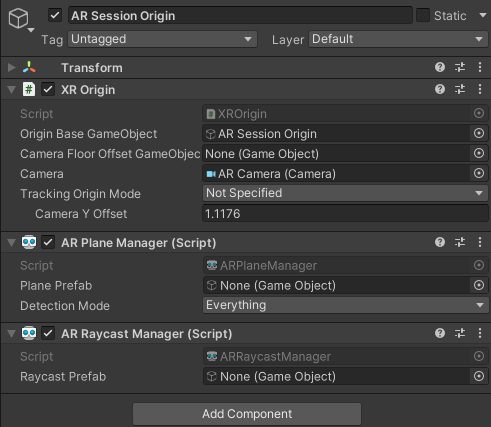 AR Session Origin Static
Tag Untagged Layer Default
Transform
XR Origin
Script XROrigin
Origin Base GameObject AR Session Origin
Camera Floor Offset GameObjec None (Game Object)
Camera AR Camera (Camera)
Tracking Origin Mode Not Specified
Camera Y Offset 1.1176
AR Plane Manager (Script)
Script ARPlaneManager
Plane Prefab None (Game Object)
Detection Mode Everything
AR Raycast Manager (Script)
Script ARRaycastManager
Raycast Prefab None (Game Object)
Add Component